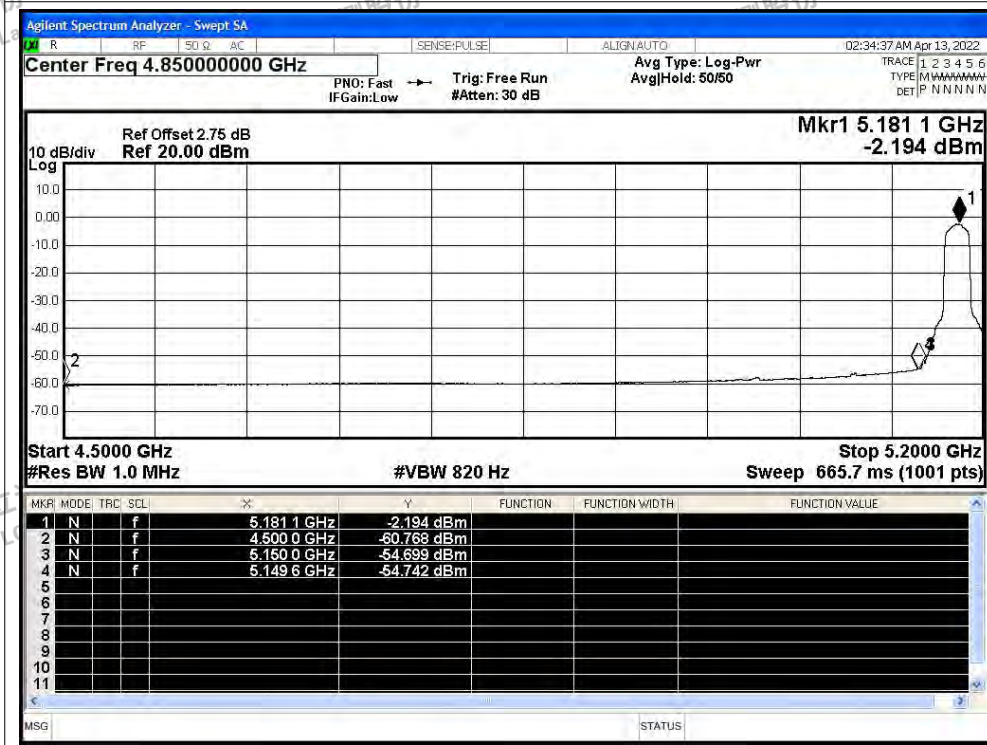 Agilent Spectrum Analyzer - Swept SA
R RF 50 Ω AC SENSE:PULSE ALIGNAUTO 02:34:37 AM Apr 13, 2022
Center Freq 4.850000000 GHz
PNO: Fast
IFGain:Low
Trig: Free Run
#Atten: 30 dB
Avg Type: Log-Pwr
Avg|Hold: 50/50
TRACE 1 2 3 4 5 6
TYPE M
DET P N N N N N
Ref Offset 2.75 dB
10 dB/div Ref 20.00 dBm
Log
Mkr1 5.181 1 GHz
-2.194 dBm
10.0
0.00
-10.0
-20.0
-30.0
-40.0
-50.0
-60.0
-70.0
1
2
Start 4.5000 GHz Stop 5.2000 GHz
#Res BW 1.0 MHz #VBW 820 Hz Sweep 665.7 ms (1001 pts)
MKR MODE TRC SCL X Y FUNCTION FUNCTION WIDTH FUNCTION VALUE
1 N f 5.181 1 GHz -2.194 dBm
2 N f 4.500 0 GHz -60.768 dBm
3 N f 5.150 0 GHz -54.699 dBm
4 N f 5.149 6 GHz -54.742 dBm
5
6
7
8
9
10
11
MSG STATUS